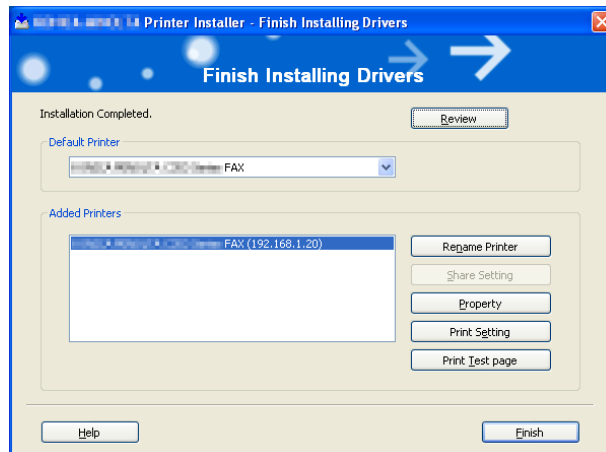 Printer Installer - Finish Installing Drivers
Finish Installing Drivers
Installation Completed.
Review
Default Printer
FAX
Added Printers
FAX (192.168.1.20)
Rename Printer
Share Setting
Property
Print Setting
Print Test page
Help
Finish